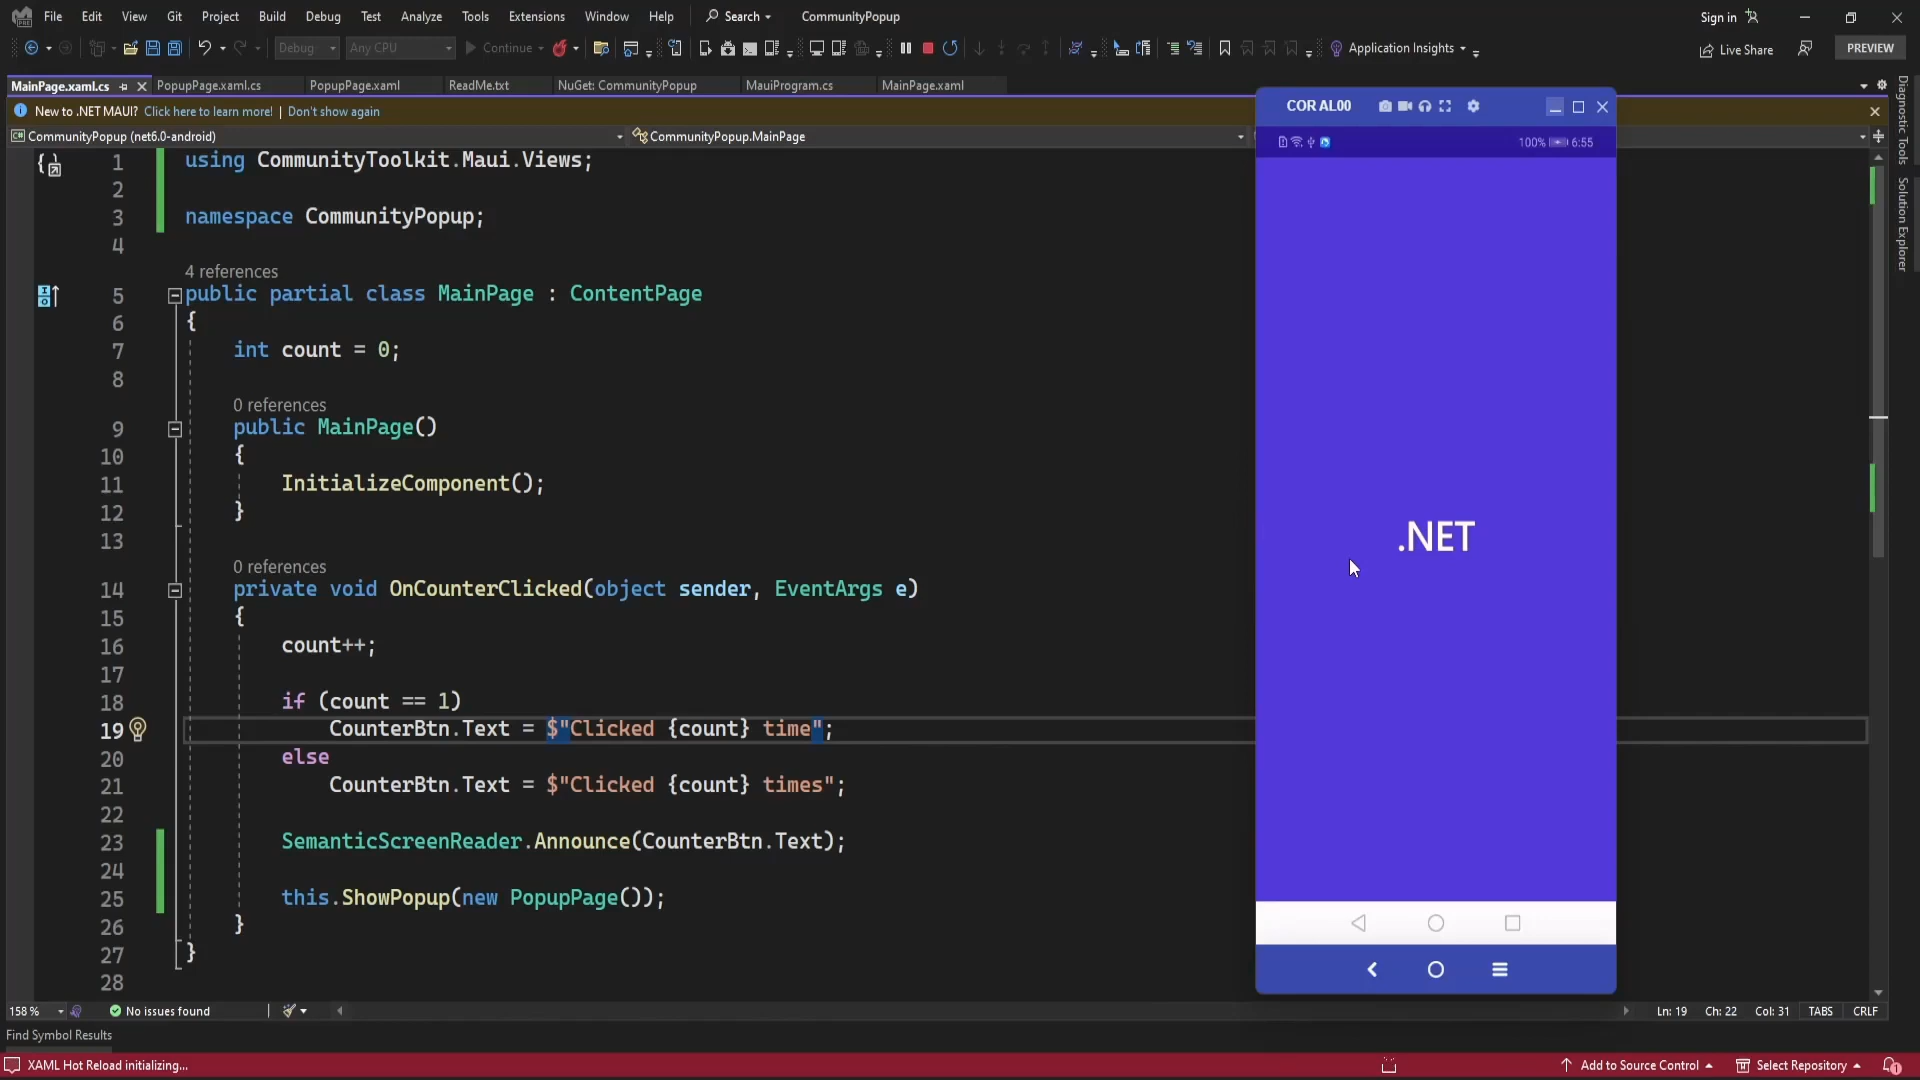 File Edit View Git Project Build Debug Test Analyze Tools Extensions Window Help Search CommunityPopup Sign in
Debug Any CPU Continue Application Insights Live Share PREVIEW
MainPage.xaml.cs PopupPage.xaml.cs PopupPage.xaml ReadMe.txt NuGet: CommunityPopup MauiProgram.cs MainPage.xaml
New to .NET MAUI? Click here to learn more! Don't show again
CommunityPopup (net6.0-android) CommunityPopup.MainPage
1 using CommunityToolkit.Maui.Views;
2
3 namespace CommunityPopup;
4
4 references
5 public partial class MainPage : ContentPage
6 {
7 int count = 0;
8
0 references
9 public MainPage()
10 {
11 InitializeComponent();
12 }
13
0 references
14 private void OnCounterClicked(object sender, EventArgs e)
15 {
16 count++;
17
18 if (count == 1)
19 CounterBtn.Text = $"Clicked {count} time";
20 else
21 CounterBtn.Text = $"Clicked {count} times";
22
23 SemanticScreenReader.Announce(CounterBtn.Text);
24
25 this.ShowPopup(new PopupPage());
26 }
27 }
28
COR AL00
100% 6:55
.NET
Diagnostic Tools
Solution Explorer
158 % No issues found Ln: 19 Ch: 22 Col: 31 TABS CRLF
Find Symbol Results
XAML Hot Reload initializing... Add to Source Control Select Repository 1